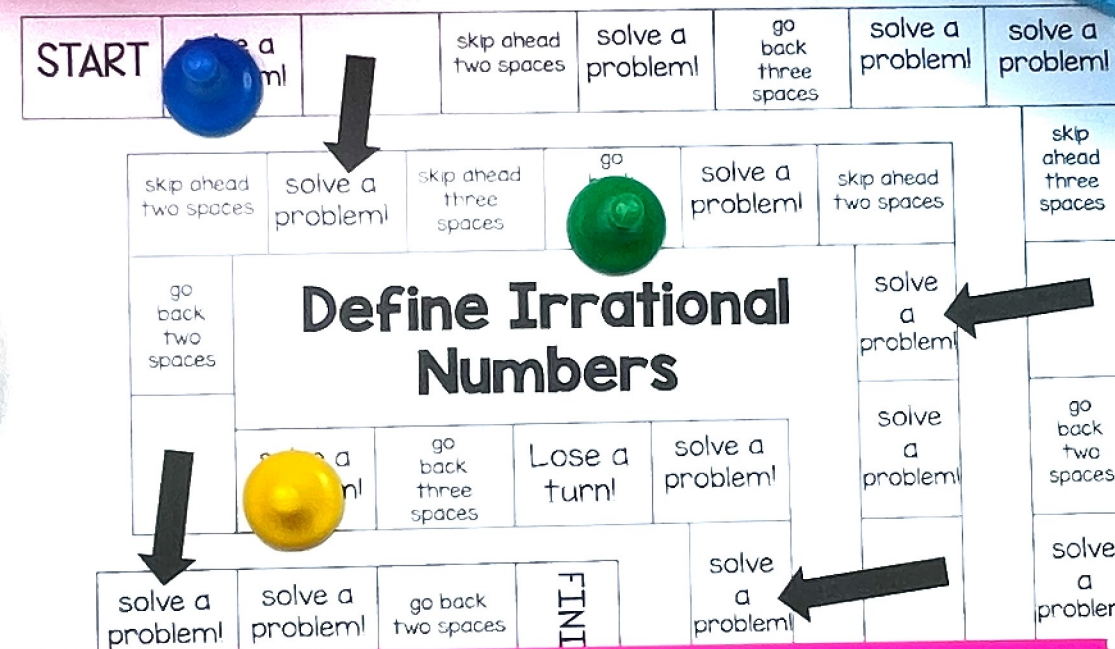 START
a
skip ahead
two spaces
solve a
problem!
go
back
three
spaces
solve a
problem!
solve a
problem!
skip
ahead
three
spaces
skip ahead
two spaces
solve a
problem!
skip ahead
three
spaces
go
solve a
problem!
skip ahead
two spaces
go
back
two
spaces
Define Irrational
Numbers
solve
a
problem!
solve
a
problem!
go
back
two
spaces
a
go
back
three
spaces
Lose a
turn!
solve a
problem!
solve
a
problem!
solve
a
solve a
problem!
solve a
problem!
go back
two spaces
FINI